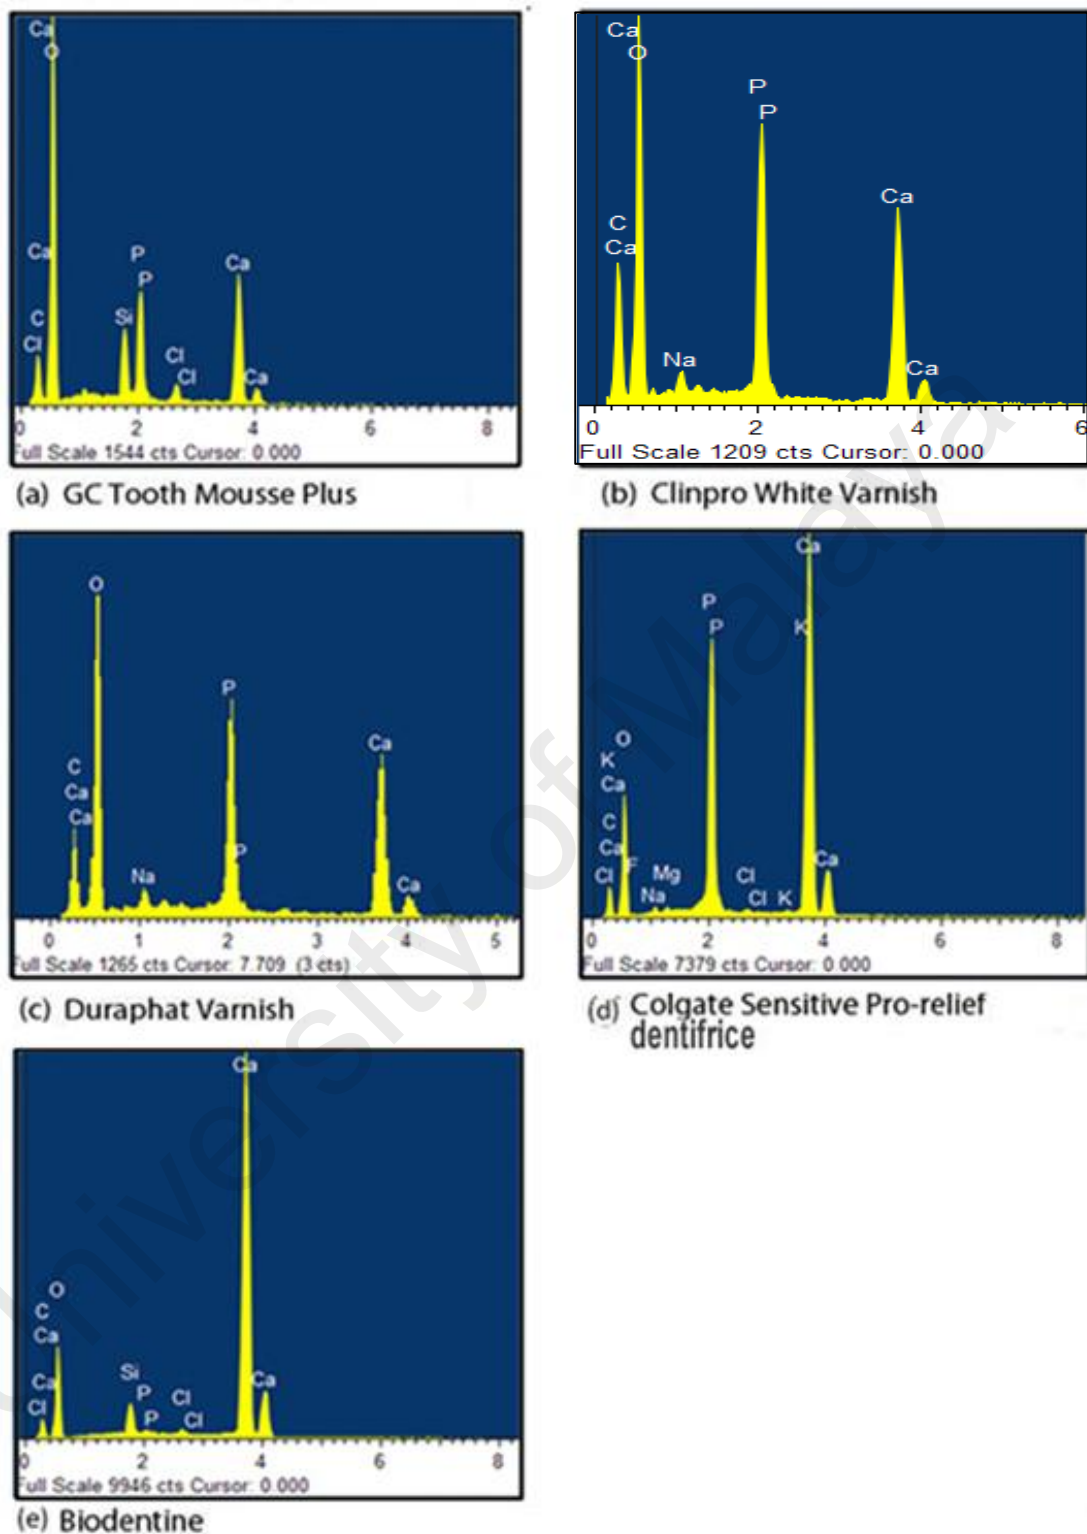 Ca
O
Ca
P
P
Ca
Si
C
Cl
Cl
Cl
Ca
0 2 4 6 8
Full Scale 1544 cts Cursor: 0.000
(a) GC Tooth Mousse Plus
Ca
O
P
P
C
Ca
Ca
Na
Ca
0 2 4 6
Full Scale 1209 cts Cursor: 0.000
(b) Clinpro White Varnish
O
P
Ca
C
Ca
Ca
P
Na
Ca
0 1 2 3 4 5
Full Scale 1265 cts Cursor: 7.709 (3 cts)
(c) Duraphat Varnish
Ca
P
P
K
O
K
Ca
C
Ca
F
Cl
Na
Mg
Cl
Cl
K
Ca
0 2 4 6 8
Full Scale 7379 cts Cursor: 0.000
(d) Colgate Sensitive Pro-relief
dentifrice
Ca
O
C
Ca
Ca
Cl
Si
P
P
Cl
Cl
Ca
0 2 4 6 8
Full Scale 9946 cts Cursor: 0.000
(e) Biodentine
University of Malaya